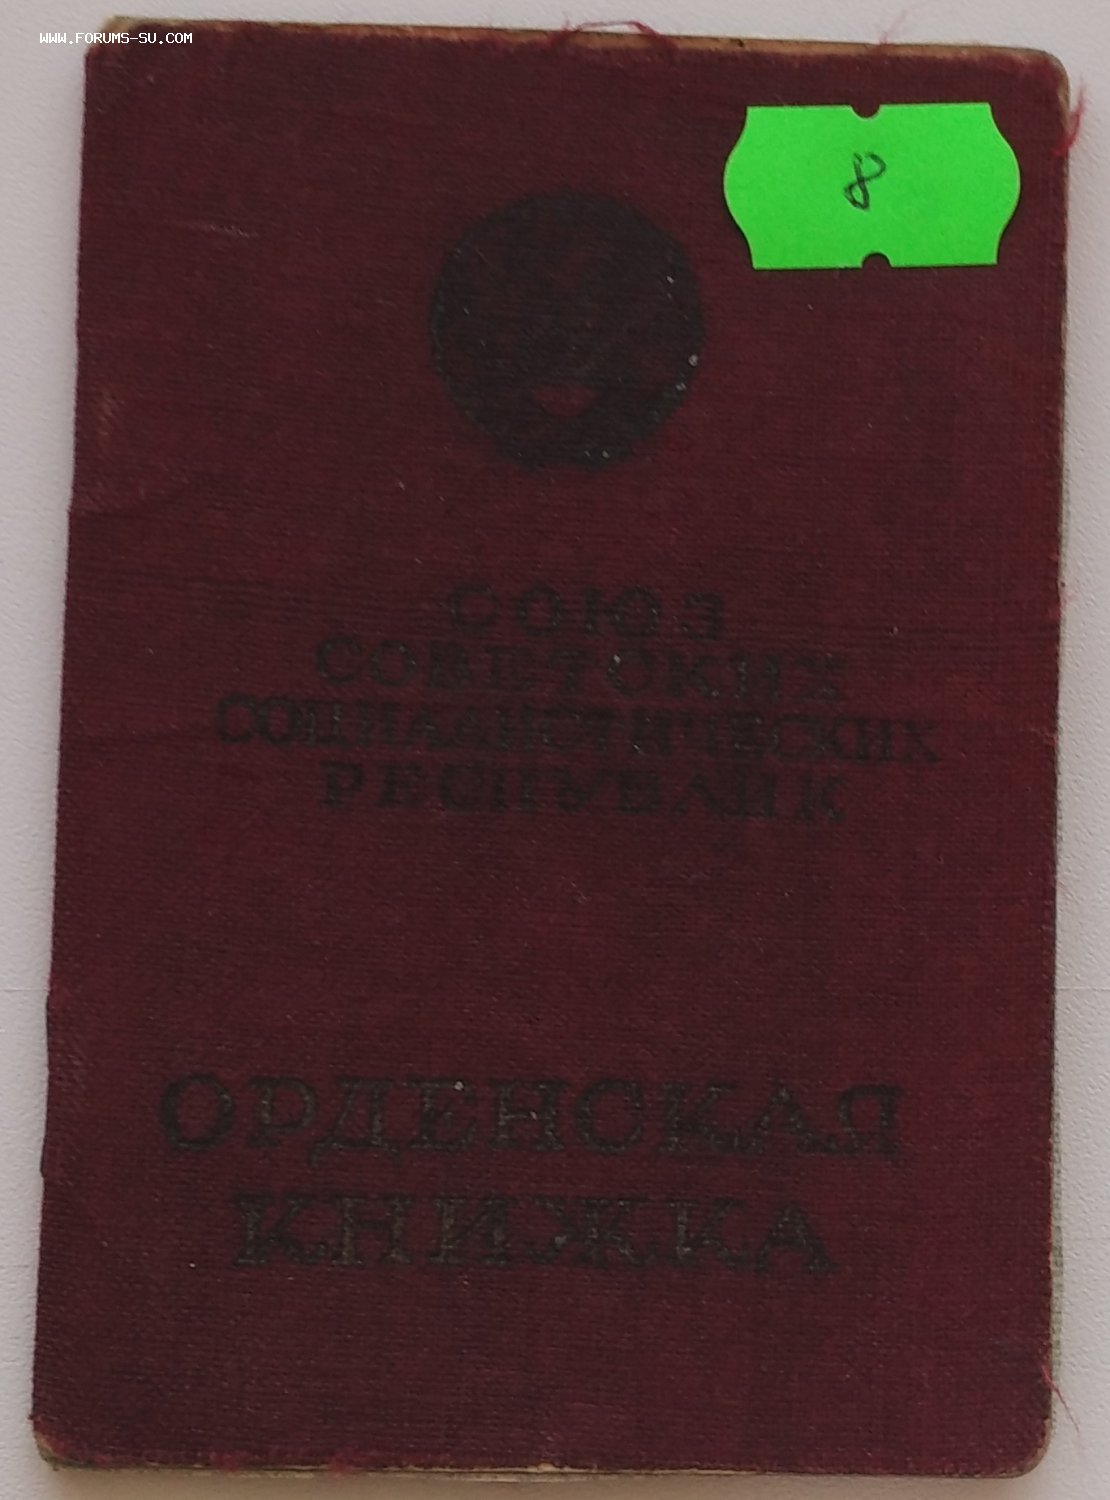 WWW.FORUMS-SU.COM
8
СОЮЗ
СОВЕТСКИХ
СОЦИАЛИСТИЧЕСКИХ
РЕСПУБЛИК
ОРДЕНСКАЯ
КНИЖКА